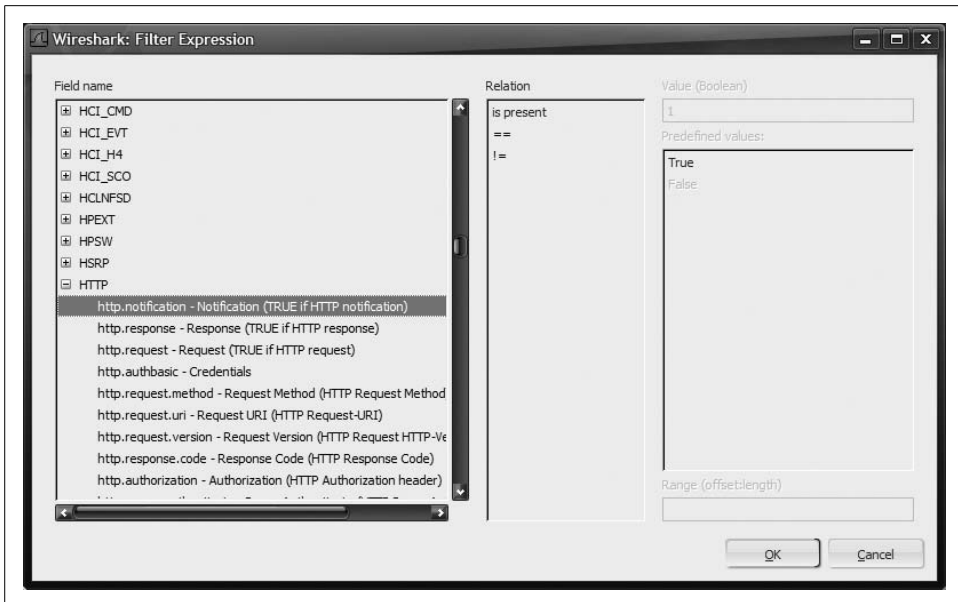 Wireshark: Filter Expression
Field name
HCI_CMD
HCI_EVT
HCI_H4
HCI_SCO
HCLNFSD
HPEXT
HPSW
HSRP
HTTP
http.notification - Notification (TRUE if HTTP notification)
http.response - Response (TRUE if HTTP response)
http.request - Request (TRUE if HTTP request)
http.authbasic - Credentials
http.request.method - Request Method (HTTP Request Method
http.request.uri - Request URI (HTTP Request-URI)
http.request.version - Request Version (HTTP Request HTTP-Ve
http.response.code - Response Code (HTTP Response Code)
http.authorization - Authorization (HTTP Authorization header)
Relation
is present
==
!=
Value (Boolean)
1
Predefined values:
True
False
Range (offset:length)
OK
Cancel